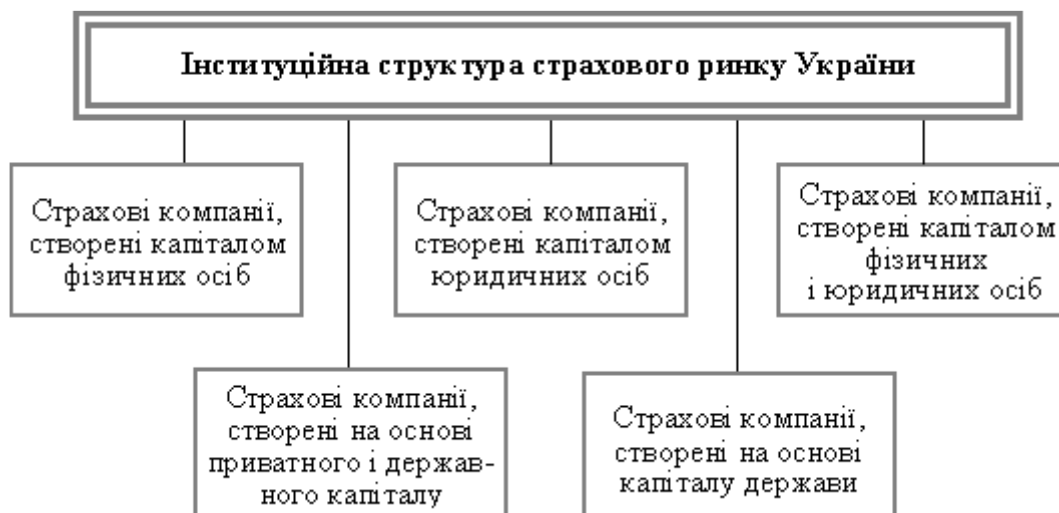 Інституційна структура страхового ринку України
Страхові компанії,
створені капіталом
фізичних осіб
Страхові компанії,
створені капіталом
юридичних осіб
Страхові компанії,
створені капіталом
фізичних
і юридичних осіб
Страхові компанії,
створені на основі
приватного і держав-
ного капіталу
Страхові компанії,
створені на основі
капіталу держави